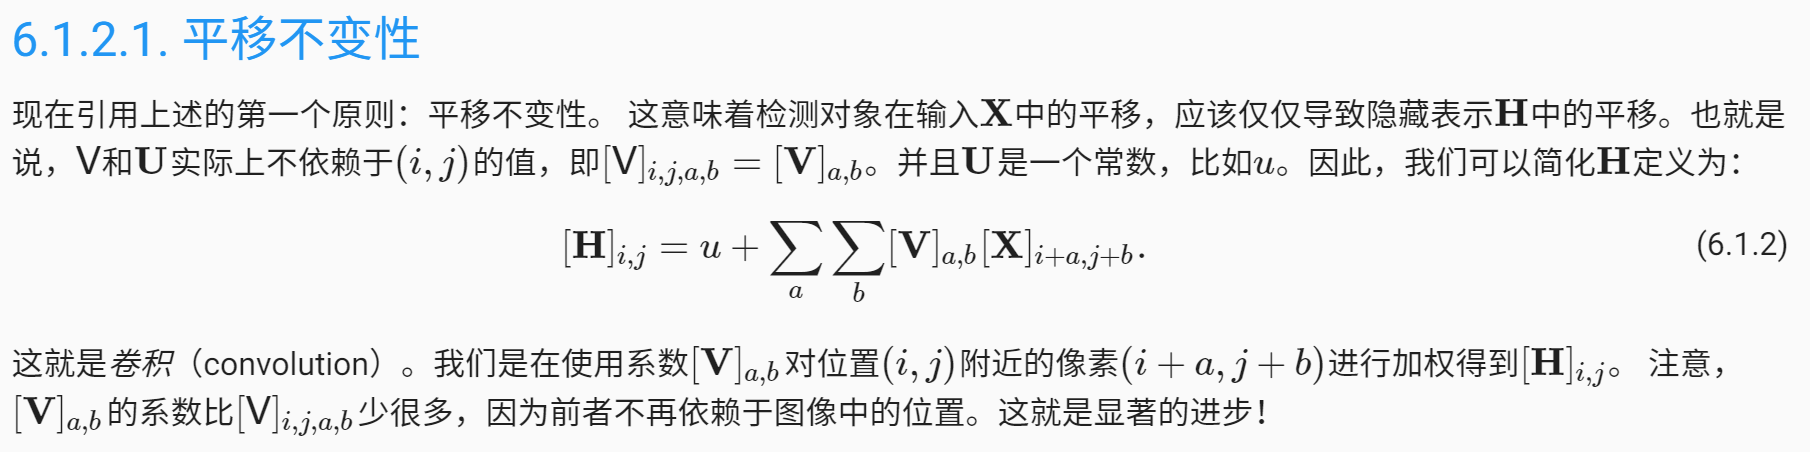 6.1.2.1. 平移不变性
现在引用上述的第一个原则：平移不变性。 这意味着检测对象在输入X中的平移，应该仅仅导致隐藏表示H中的平移。也就是
说，V和U实际上不依赖于(i, j)的值，即[V]i,j,a,b = [V]a,b。并且U是一个常数，比如u。因此，我们可以简化H定义为：
[H]i,j = u + ∑a ∑b [V]a,b[X]i+a,j+b. (6.1.2)
这就是卷积（convolution）。我们是在使用系数[V]a,b对位置(i, j)附近的像素(i + a, j + b)进行加权得到[H]i,j。 注意，
[V]a,b的系数比[V]i,j,a,b少很多，因为前者不再依赖于图像中的位置。这就是显著的进步！